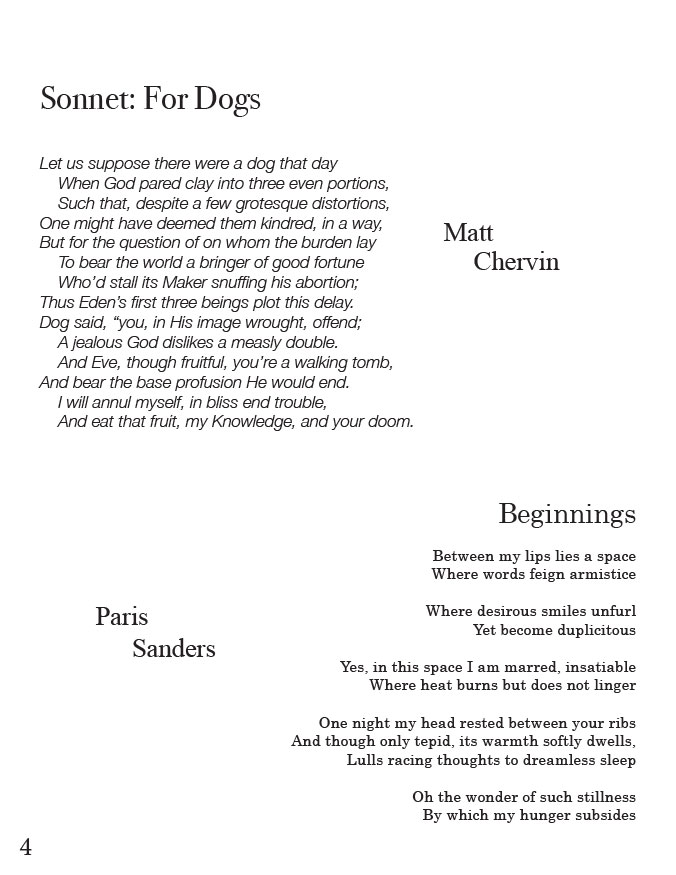 Sonnet: For Dogs
Let us suppose there were a dog that day
When God pared clay into three even portions,
Such that, despite a few grotesque distortions,
One might have deemed them kindred, in a way,
But for the question of on whom the burden lay
To bear the world a bringer of good fortune
Who’d stall its Maker snuffing his abortion;
Thus Eden’s first three beings plot this delay.
Dog said, “you, in His image wrought, offend;
A jealous God dislikes a measly double.
And Eve, though fruitful, you’re a walking tomb,
And bear the base profusion He would end.
I will annul myself, in bliss end trouble,
And eat that fruit, my Knowledge, and your doom.
Matt
Chervin
Beginnings
Between my lips lies a space
Where words feign armistice
Where desirous smiles unfurl
Yet become duplicitous
Yes, in this space I am marred, insatiable
Where heat burns but does not linger
One night my head rested between your ribs
And though only tepid, its warmth softly dwells,
Lulls racing thoughts to dreamless sleep
Oh the wonder of such stillness
By which my hunger subsides
Paris
Sanders
4